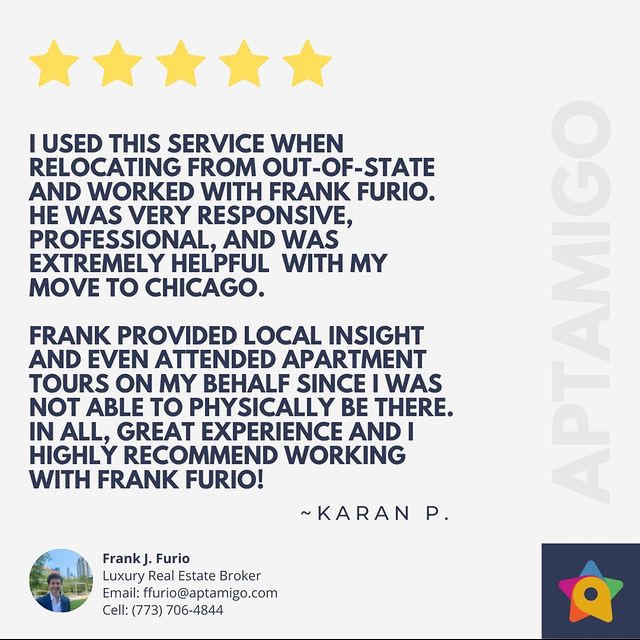 I USED THIS SERVICE WHEN
RELOCATING FROM OUT-OF-STATE
AND WORKED WITH FRANK FURIO.
HE WAS VERY RESPONSIVE,
PROFESSIONAL, AND WAS
EXTREMELY HELPFUL  WITH MY
MOVE TO CHICAGO.
FRANK PROVIDED LOCAL INSIGHT
AND EVEN ATTENDED APARTMENT
TOURS ON MY BEHALF SINCE I WAS
NOT ABLE TO PHYSICALLY BE THERE.
IN ALL, GREAT EXPERIENCE AND I
HIGHLY RECOMMEND WORKING
WITH FRANK FURIO!
~KARAN P.
APTAMIGO
Frank J. Furio
Luxury Real Estate Broker
Email: ffurio@aptamigo.com
Cell: (773) 706-4844